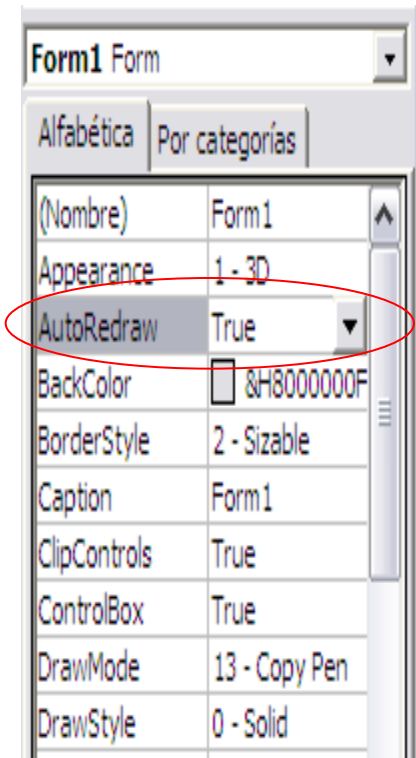 Form1 Form
Alfabética Por categorías
(Nombre) Form1
Appearance 1 - 3D
AutoRedraw True
BackColor &H8000000F
BorderStyle 2 - Sizable
Caption Form1
ClipControls True
ControlBox True
DrawMode 13 - Copy Pen
DrawStyle 0 - Solid